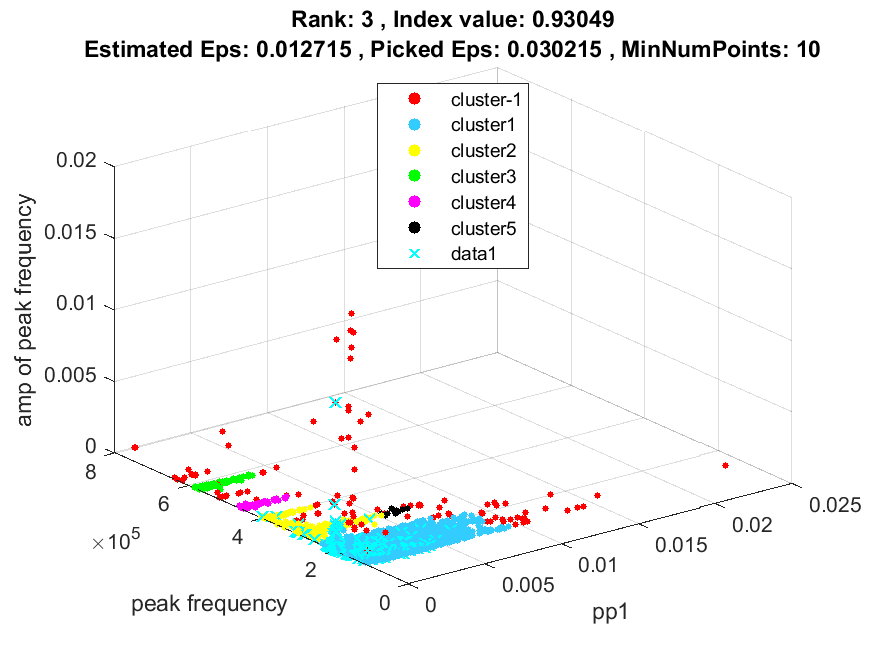 Rank: 3 , Index value: 0.93049
Estimated Eps: 0.012715 , Picked Eps: 0.030215 , MinNumPoints: 10
cluster-1
cluster1
cluster2
cluster3
cluster4
cluster5
data1
amp of peak frequency
0.02
0.015
0.01
0.005
0
8
6
4
2
0
×10^5
peak frequency
0
0.005
0.01
0.015
0.02
0.025
pp1